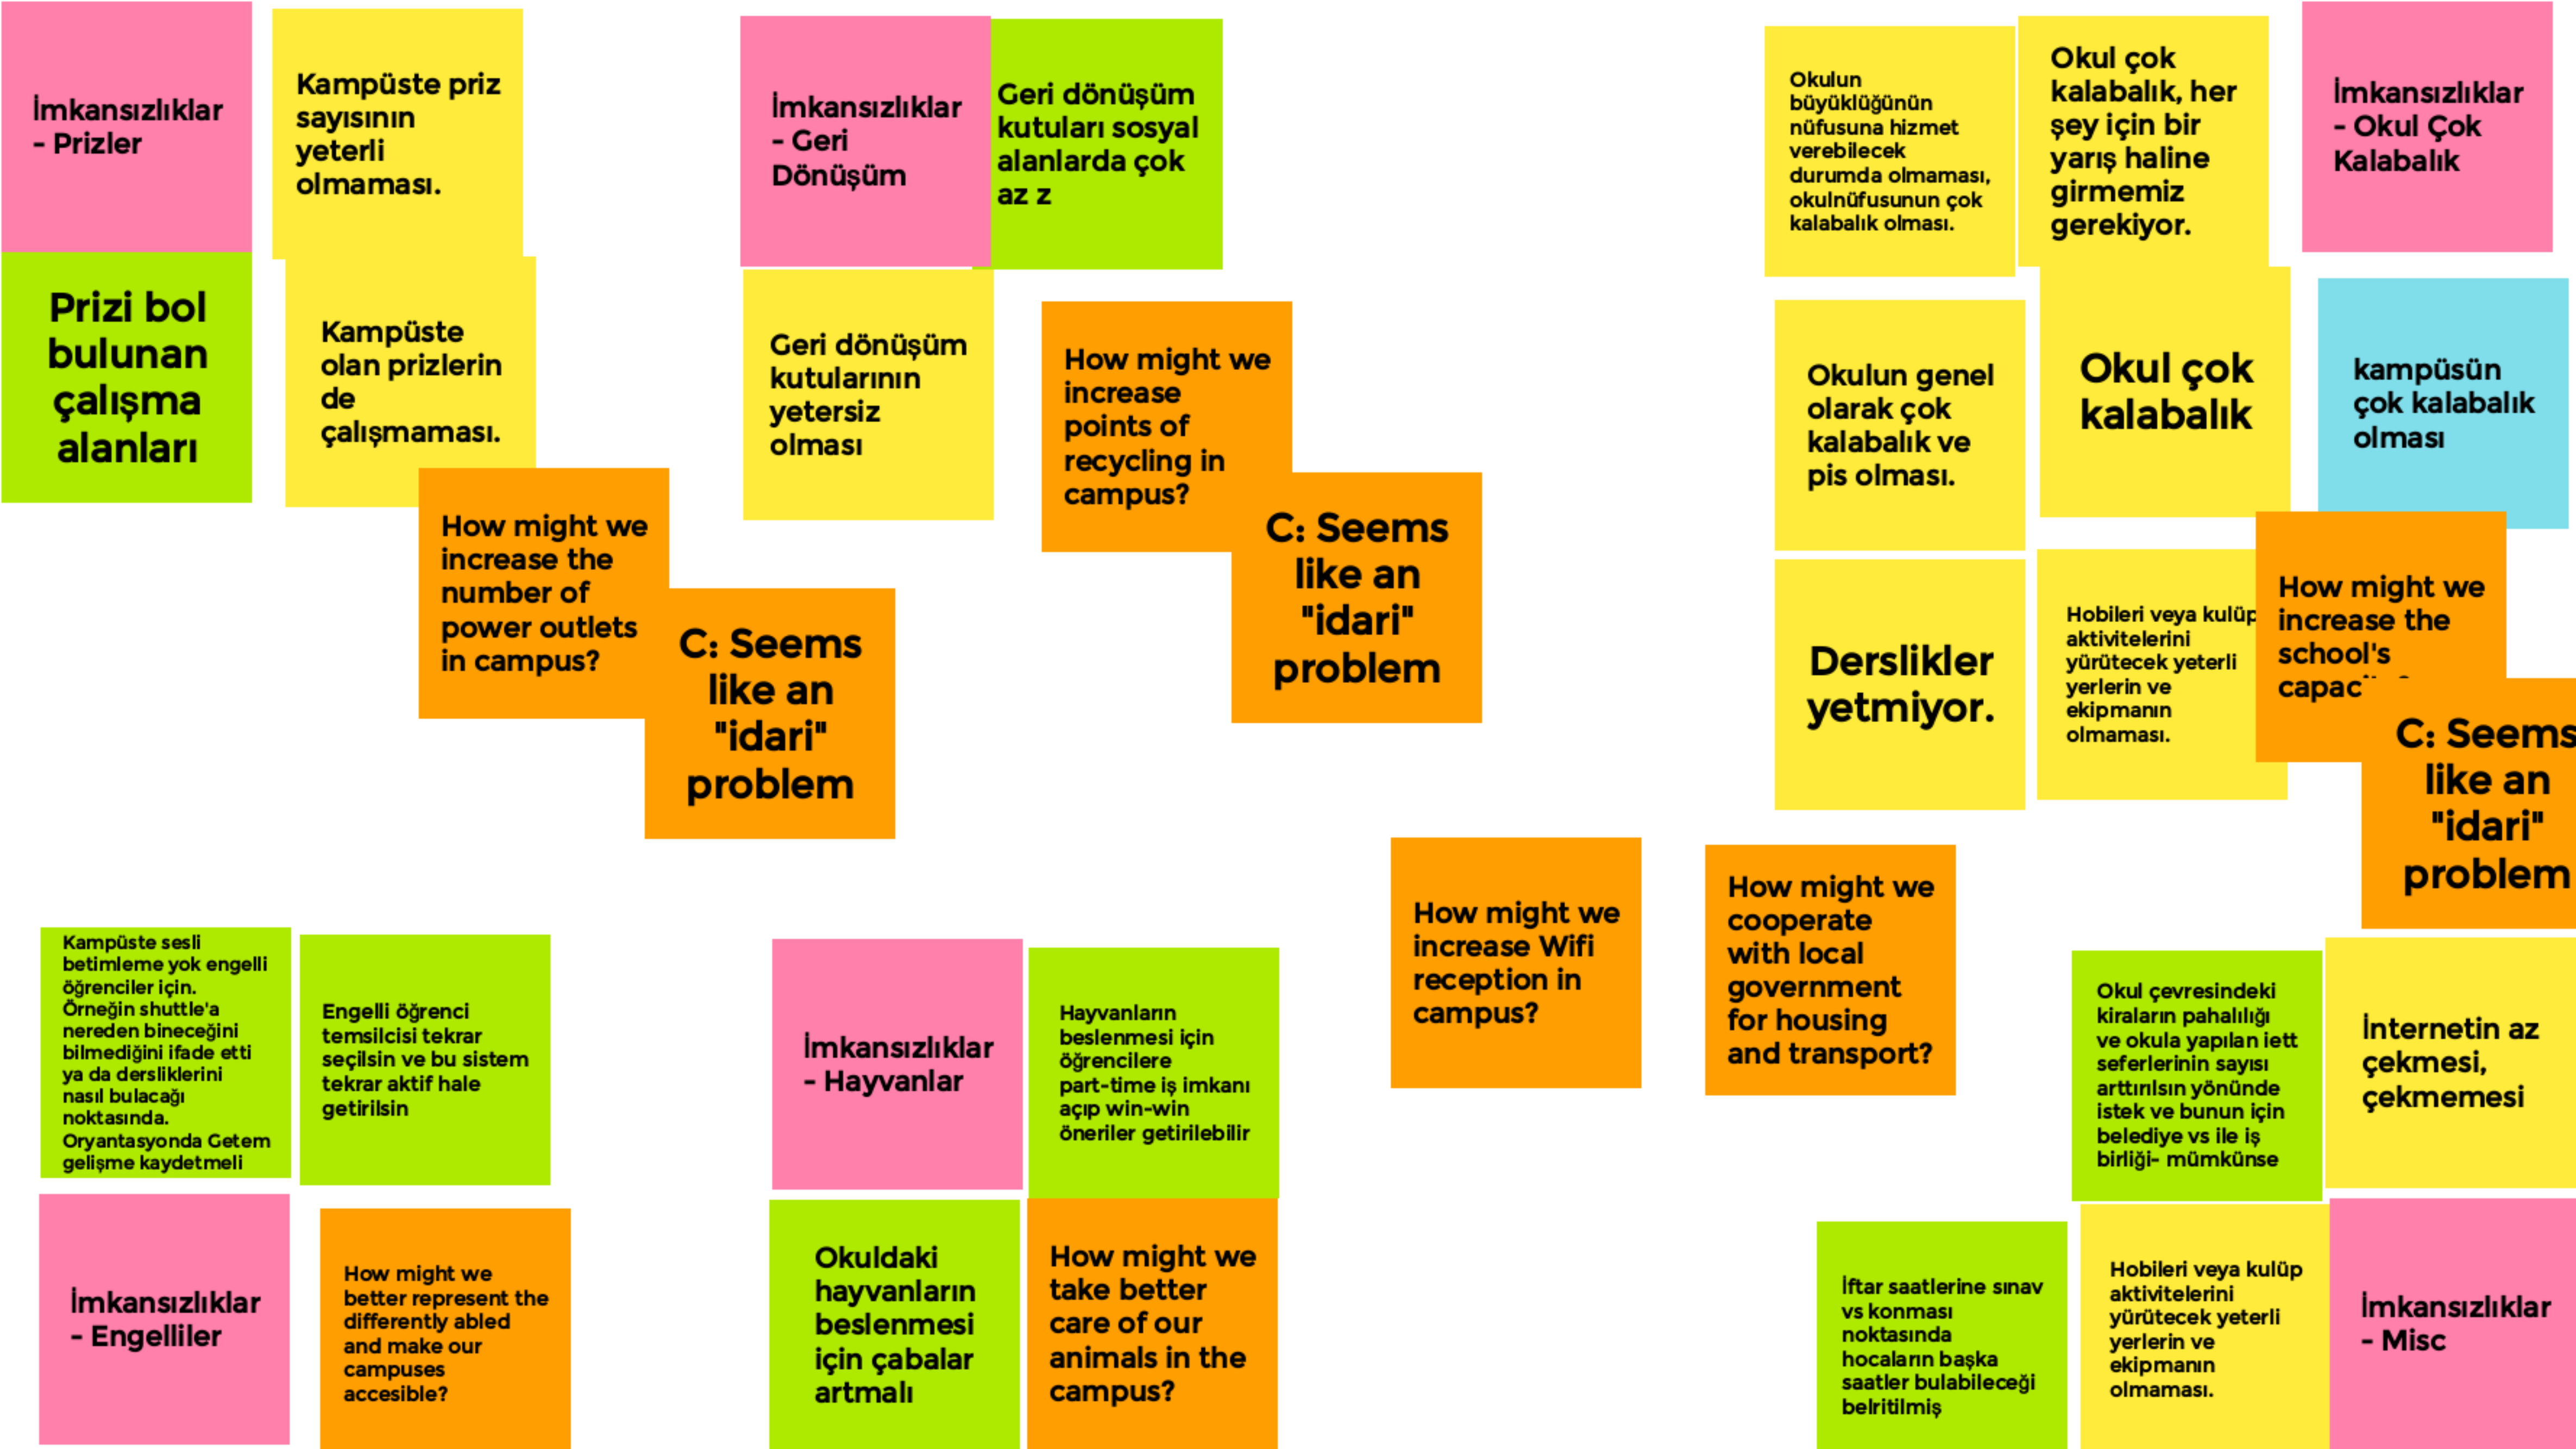 İmkansızlıklar
- Prizler
Kampüste priz
sayısının
yeterli
olmaması.
Prizi bol
bulunan
çalışma
alanları
Kampüste
olan prizlerin
de
çalışmaması.
How might we
increase the
number of
power outlets
in campus?
C: Seems
like an
"idari"
problem
İmkansızlıklar
- Geri
Dönüşüm
Geri dönüşüm
kutuları sosyal
alanlarda çok
az z
Geri dönüşüm
kutularının
yetersiz
olması
How might we
increase
points of
recycling in
campus?
C: Seems
like an
"idari"
problem
Okulun
büyüklüğünün
nüfusuna hizmet
verebilecek
durumda olmaması,
okulnüfusunun çok
kalabalık olması.
Okul çok
kalabalık, her
şey için bir
yarış haline
girmemiz
gerekiyor.
İmkansızlıklar
- Okul Çok
Kalabalık
Okulun genel
olarak çok
kalabalık ve
pis olması.
Okul çok
kalabalık
kampüsün
çok kalabalık
olması
Derslikler
yetmiyor.
Hobileri veya kulüp
aktivitelerini
yürütecek yeterli
yerlerin ve
ekipmanın
olmaması.
How might we
increase the
school's
C: Seems
like an
"idari"
problem
Kampüste sesli
betimleme yok engelli
öğrenciler için.
Örneğin shuttle'a
nereden bineceğini
bilmediğini ifade etti
ya da dersliklerini
nasıl bulacağı
noktasında.
Oryantasyonda Getem
gelişme kaydetmeli
Engelli öğrenci
temsilcisi tekrar
seçilsin ve bu sistem
tekrar aktif hale
getirilsin
İmkansızlıklar
- Engelliler
How might we
better represent the
differently abled
and make our
campuses
accesible?
İmkansızlıklar
- Hayvanlar
Hayvanların
beslenmesi için
öğrencilere
part-time iş imkanı
açıp win-win
öneriler getirilebilir
Okuldaki
hayvanların
beslenmesi
için çabalar
artmalı
How might we
take better
care of our
animals in the
campus?
How might we
increase Wifi
reception in
campus?
How might we
cooperate
with local
government
for housing
and transport?
Okul çevresindeki
kiraların pahalılığı
ve okula yapılan iett
seferlerinin sayısı
arttırılsın yönünde
istek ve bunun için
belediye vs ile iş
birliği- mümkünse
İnternetin az
çekmesi,
çekmemesi
İftar saatlerine sınav
vs konması
noktasında
hocaların başka
saatler bulabileceği
belritilmiş
Hobileri veya kulüp
aktivitelerini
yürütecek yeterli
yerlerin ve
ekipmanın
olmaması.
İmkansızlıklar
- Misc